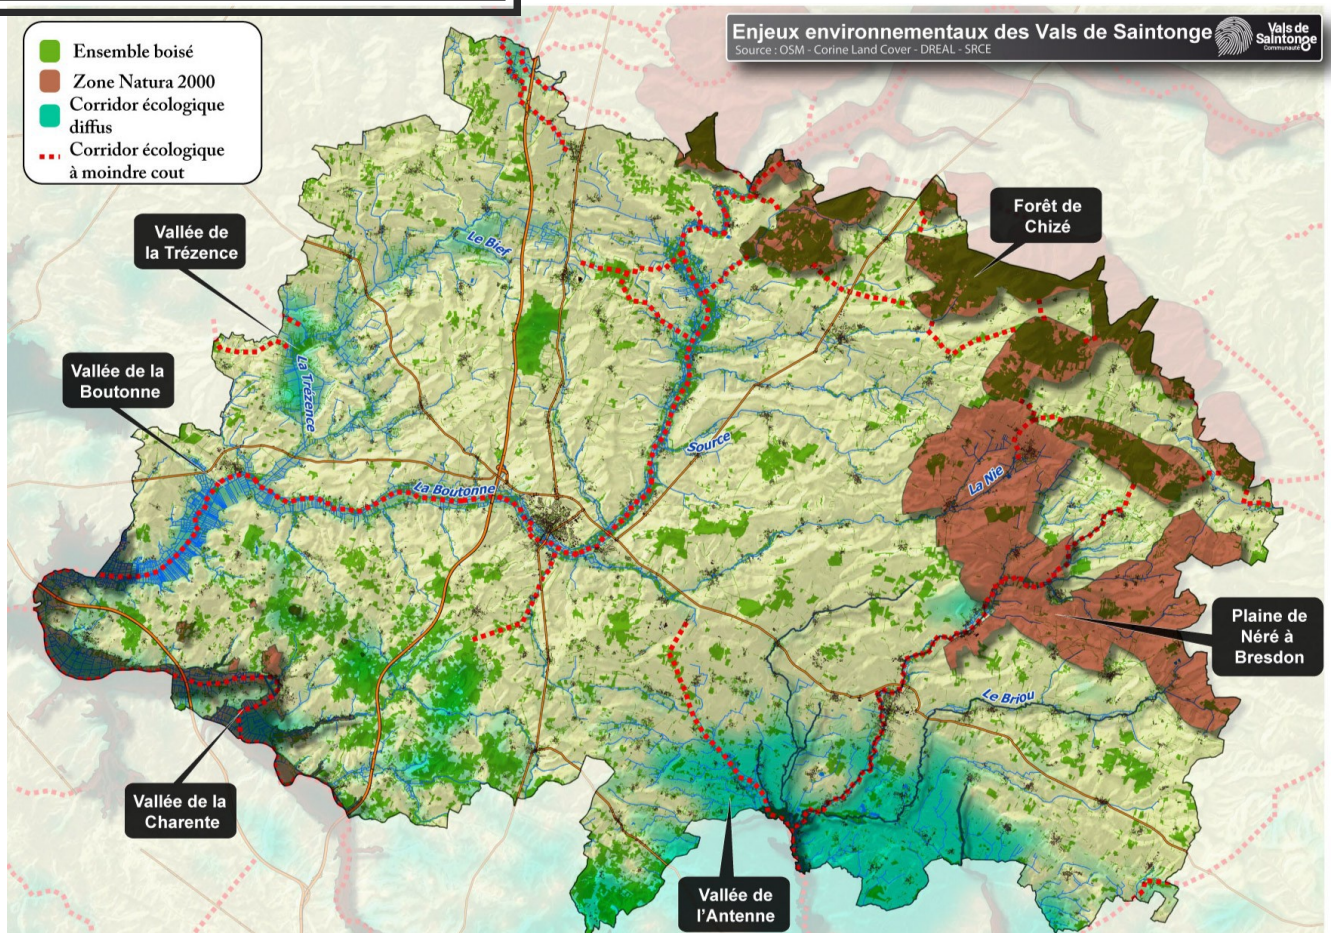 Enjeux environnementaux des Vals de Saintonge
Source : OSM - Corine Land Cover - DREAL - SRCE
Vals de
Saintonge
Communauté
Ensemble boisé
Zone Natura 2000
Corridor écologique
diffus
Corridor écologique
à moindre cout
Vallée de
la Trézence
Forêt de
Chizé
Le Bief
Vallée de la
Boutonne
La Trézence
Source
La Boutonne
La Nie
Plaine de
Néré à
Bresdon
Le Briou
Vallée de la
Charente
Vallée de
l'Antenne